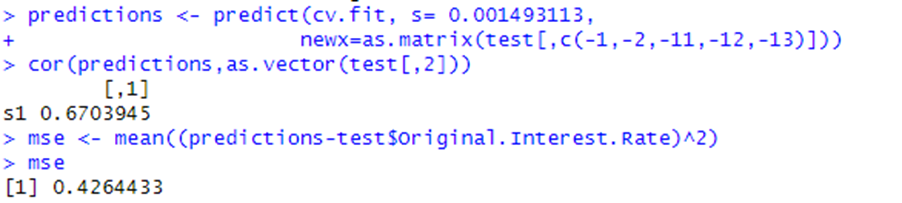 > predictions <- predict(cv.fit, s= 0.001493113,
+ newx=as.matrix(test[,c(-1,-2,-11,-12,-13)]))
> cor(predictions,as.vector(test[,2]))
[,1]
s1 0.6703945
> mse <- mean((predictions-test$Original.Interest.Rate)^2)
> mse
[1] 0.4264433